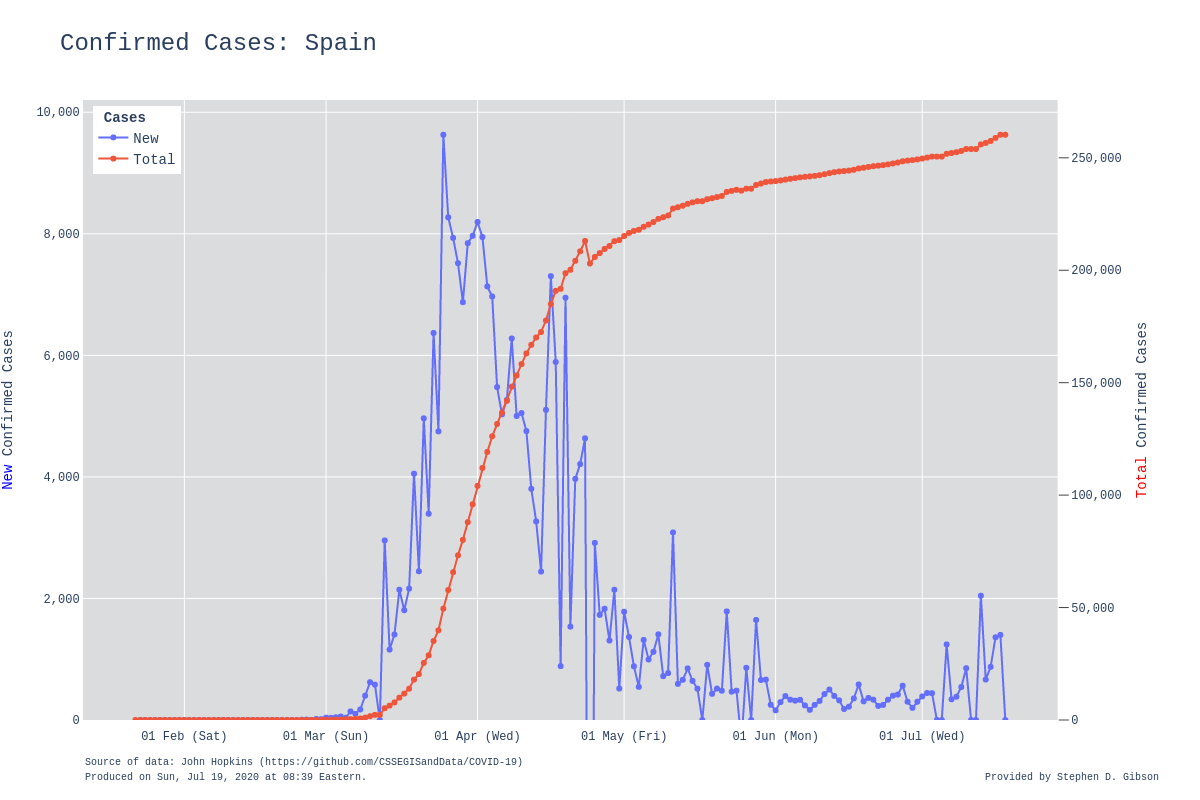 Confirmed Cases: Spain
Cases
New
Total
10,000
8,000
6,000
4,000
2,000
0
New Confirmed Cases
250,000
200,000
150,000
100,000
50,000
0
Total Confirmed Cases
01 Feb (Sat)
01 Mar (Sun)
01 Apr (Wed)
01 May (Fri)
01 Jun (Mon)
01 Jul (Wed)
Source of data: John Hopkins (https://github.com/CSSEGISandData/COVID-19)
Produced on Sun, Jul 19, 2020 at 08:39 Eastern.
Provided by Stephen D. Gibson